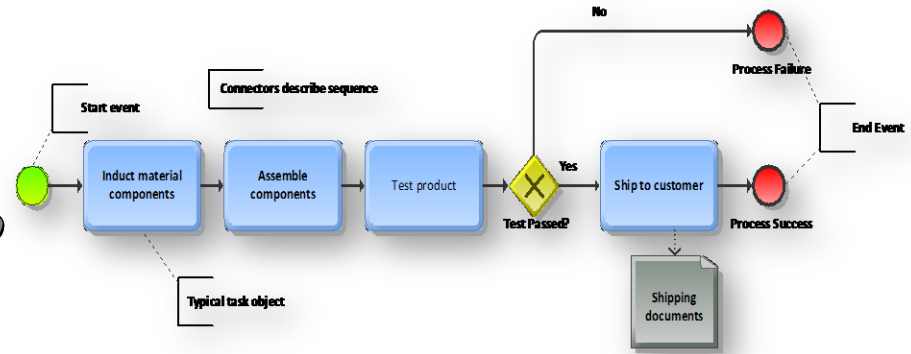 No
Process Failure
Connectors describe sequence
Start event
End Event
Induct material
components
Assemble
components
Test product
Yes
Ship to customer
Test Passed?
Process Success
Typical task object
Shipping
documents